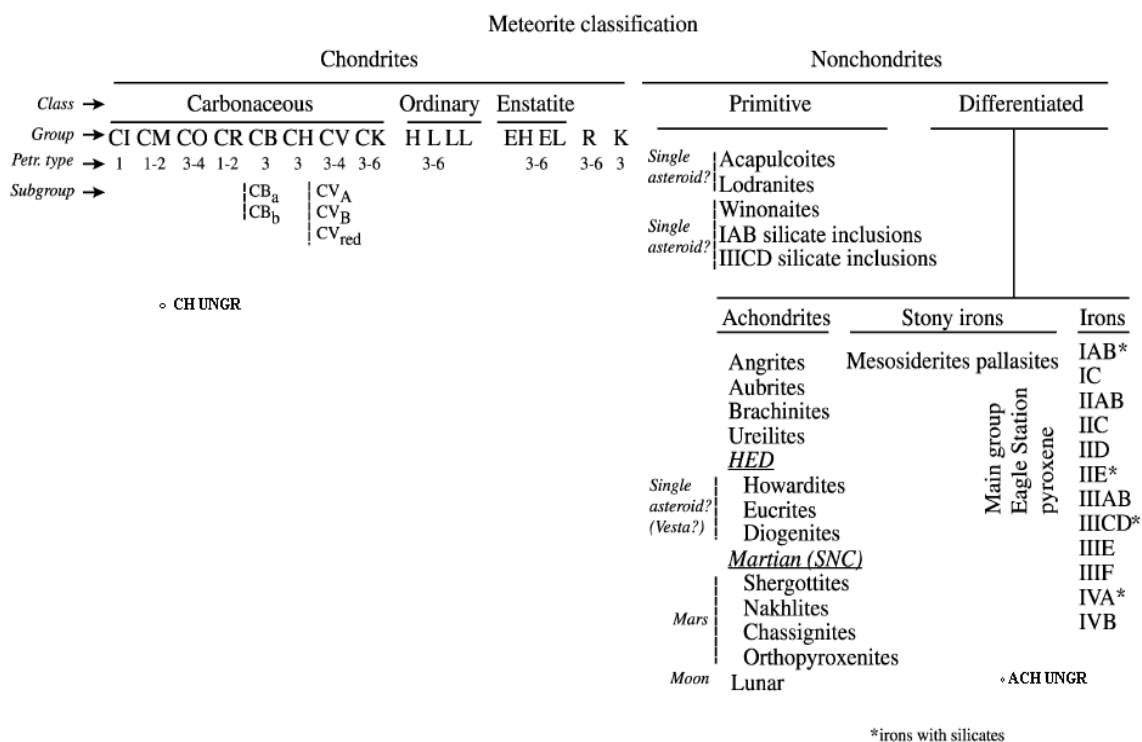 Meteorite classification
Chondrites
Nonchondrites
Class → Carbonaceous Ordinary Enstatite
Primitive
Differentiated
Group → CI CM CO CR CB CH CV CK H L LL EH EL R K
Petr. type → 1 1-2 3-4 1-2 3 3 3-4 3-6 3-6 3-6 3-6 3
Subgroup → CBa CVA
CBb CVB
CVred
CH UNGR
Single asteroid?
Acapulcoites
Lodranites
Single asteroid?
Winonaites
IAB silicate inclusions
IIICD silicate inclusions
Achondrites
Stony irons
Irons
Angrites
Aubrites
Brachinites
Ureilites
HED
Single asteroid? (Vesta?)
Howardites
Eucrites
Diogenites
Martian (SNC)
Mars
Shergottites
Nakhlites
Chassignites
Orthopyroxenites
Moon Lunar
Mesosiderites pallasites
Main group
Eagle Station
pyroxene
IAB*
IC
IIAB
IIC
IID
IIE*
IIIAB
IIICD*
IIIE
IIIF
IVA*
IVB
ACH UNGR
*irons with silicates